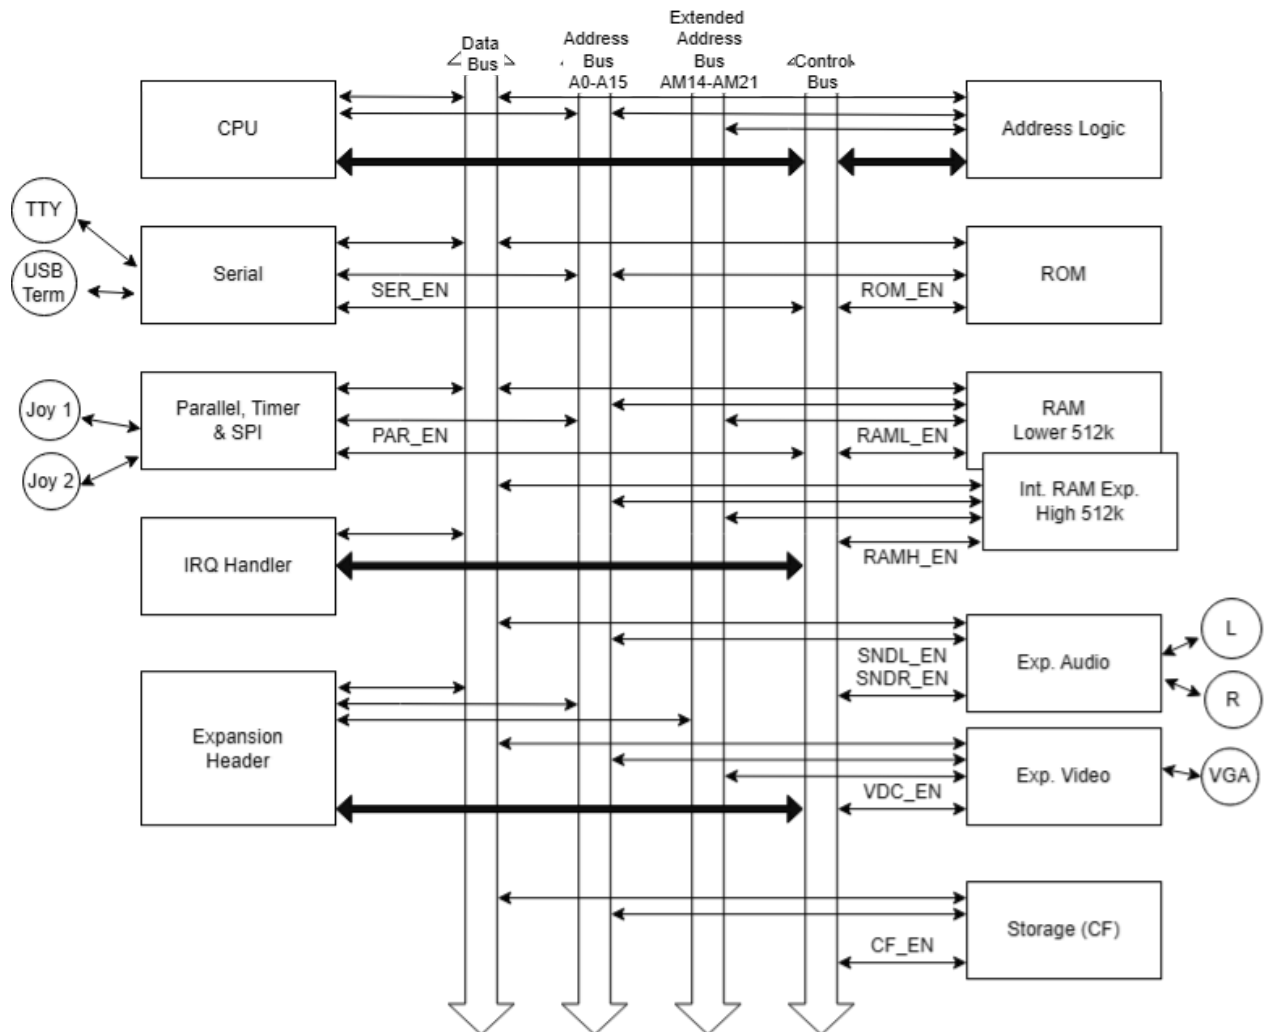 Data
Bus
Address
Bus
A0-A15
Extended
Address
Bus
AM14-AM21
Control
Bus
CPU
Address Logic
TTY
USB
Term
Serial
SER_EN
ROM_EN
ROM
Joy 1
Joy 2
Parallel, Timer
& SPI
PAR_EN
RAML_EN
RAM
Lower 512k
Int. RAM Exp.
High 512k
RAMH_EN
IRQ Handler
SNDL_EN
SNDR_EN
Exp. Audio
L
R
Expansion
Header
VDC_EN
Exp. Video
VGA
CF_EN
Storage (CF)